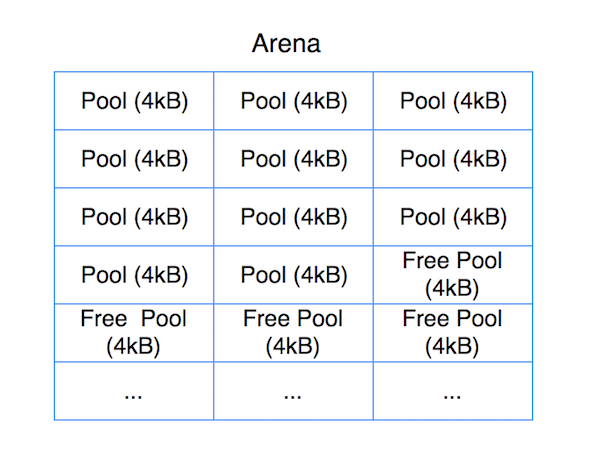 Arena
Pool (4kB) Pool (4kB) Pool (4kB)
Pool (4kB) Pool (4kB) Pool (4kB)
Pool (4kB) Pool (4kB) Pool (4kB)
Pool (4kB) Pool (4kB) Free Pool
(4kB)
Free Pool Free Pool Free Pool
(4kB) (4kB) (4kB)
... ... ...